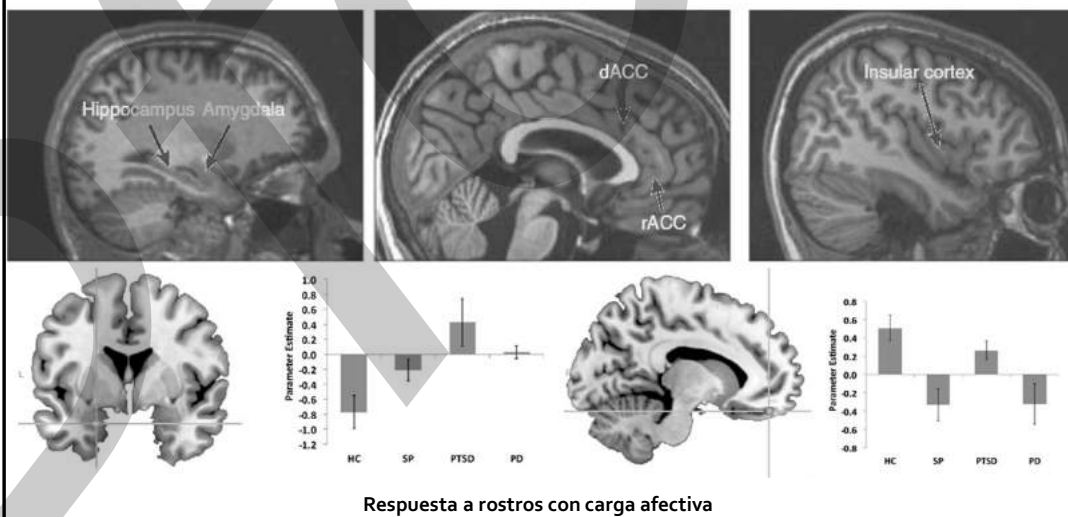 Hippocampus Amygdala
dACC
rACC
Insular cortex
L
Parameter Estimate
1.0
0.8
0.6
0.4
0.2
0.0
-0.2
-0.4
-0.6
-0.8
-1.0
-1.2
HC SP PTSD PD
Parameter Estimate
0.8
0.6
0.4
0.2
0.0
-0.2
-0.4
-0.6
-0.8
HC SP PTSD PD
Respuesta a rostros con carga afectiva